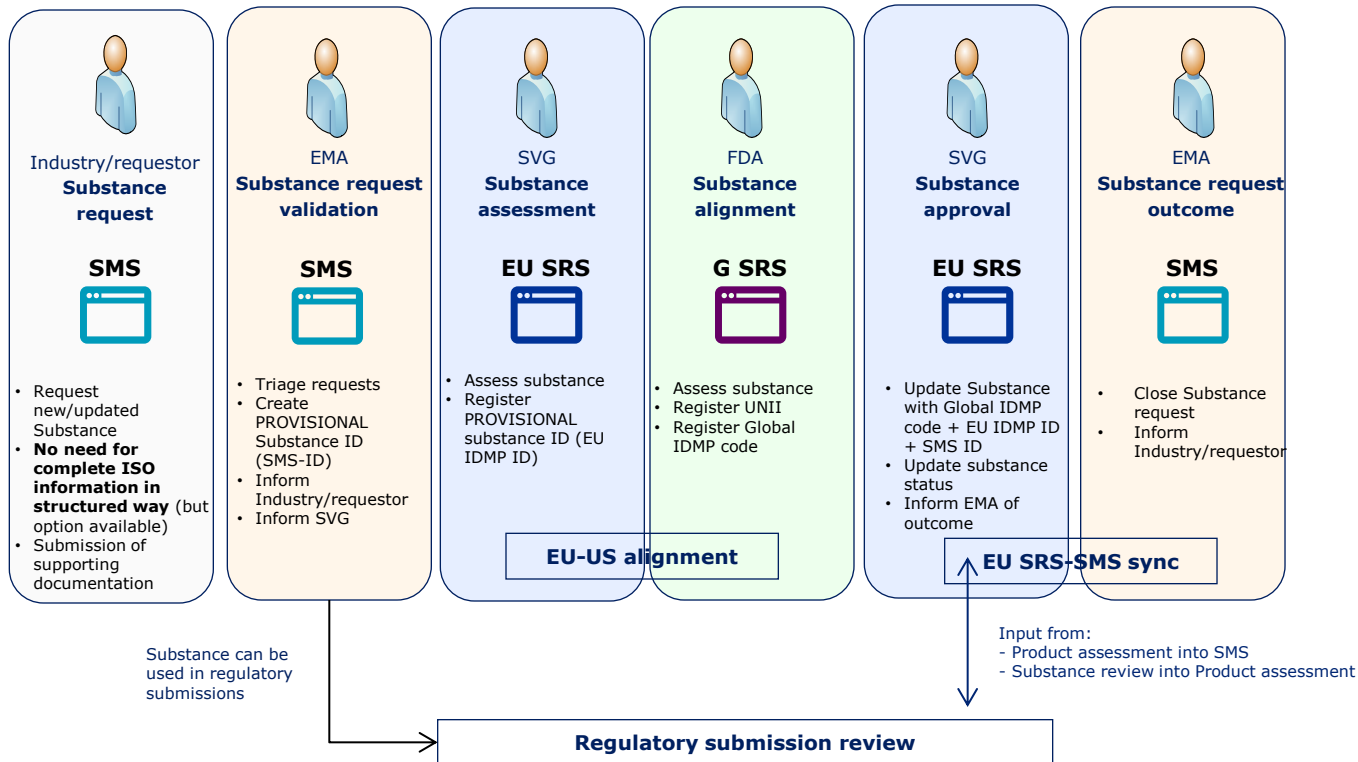 Industry/requestor
Substance
request
SMS
• Request
new/updated
Substance
• No need for
complete ISO
information in
structured way (but
option available)
• Submission of
supporting
documentation
EMA
Substance request
validation
SMS
• Triage requests
• Create
PROVISIONAL
Substance ID
(SMS-ID)
• Inform
Industry/requestor
• Inform SVG
SVG
Substance
assessment
EU SRS
• Assess substance
• Register
PROVISIONAL
substance ID (EU
IDMP ID)
FDA
Substance
alignment
G SRS
• Assess substance
• Register UNII
• Register Global
IDMP code
EU-US alignment
SVG
Substance
approval
EU SRS
• Update Substance
with Global IDMP
code + EU IDMP ID
+ SMS ID
• Update substance
status
• Inform EMA of
outcome
EMA
Substance request
outcome
SMS
• Close Substance
request
• Inform
Industry/requestor
EU SRS-SMS sync
Substance can be
used in regulatory
submissions
Input from:
- Product assessment into SMS
- Substance review into Product assessment
Regulatory submission review